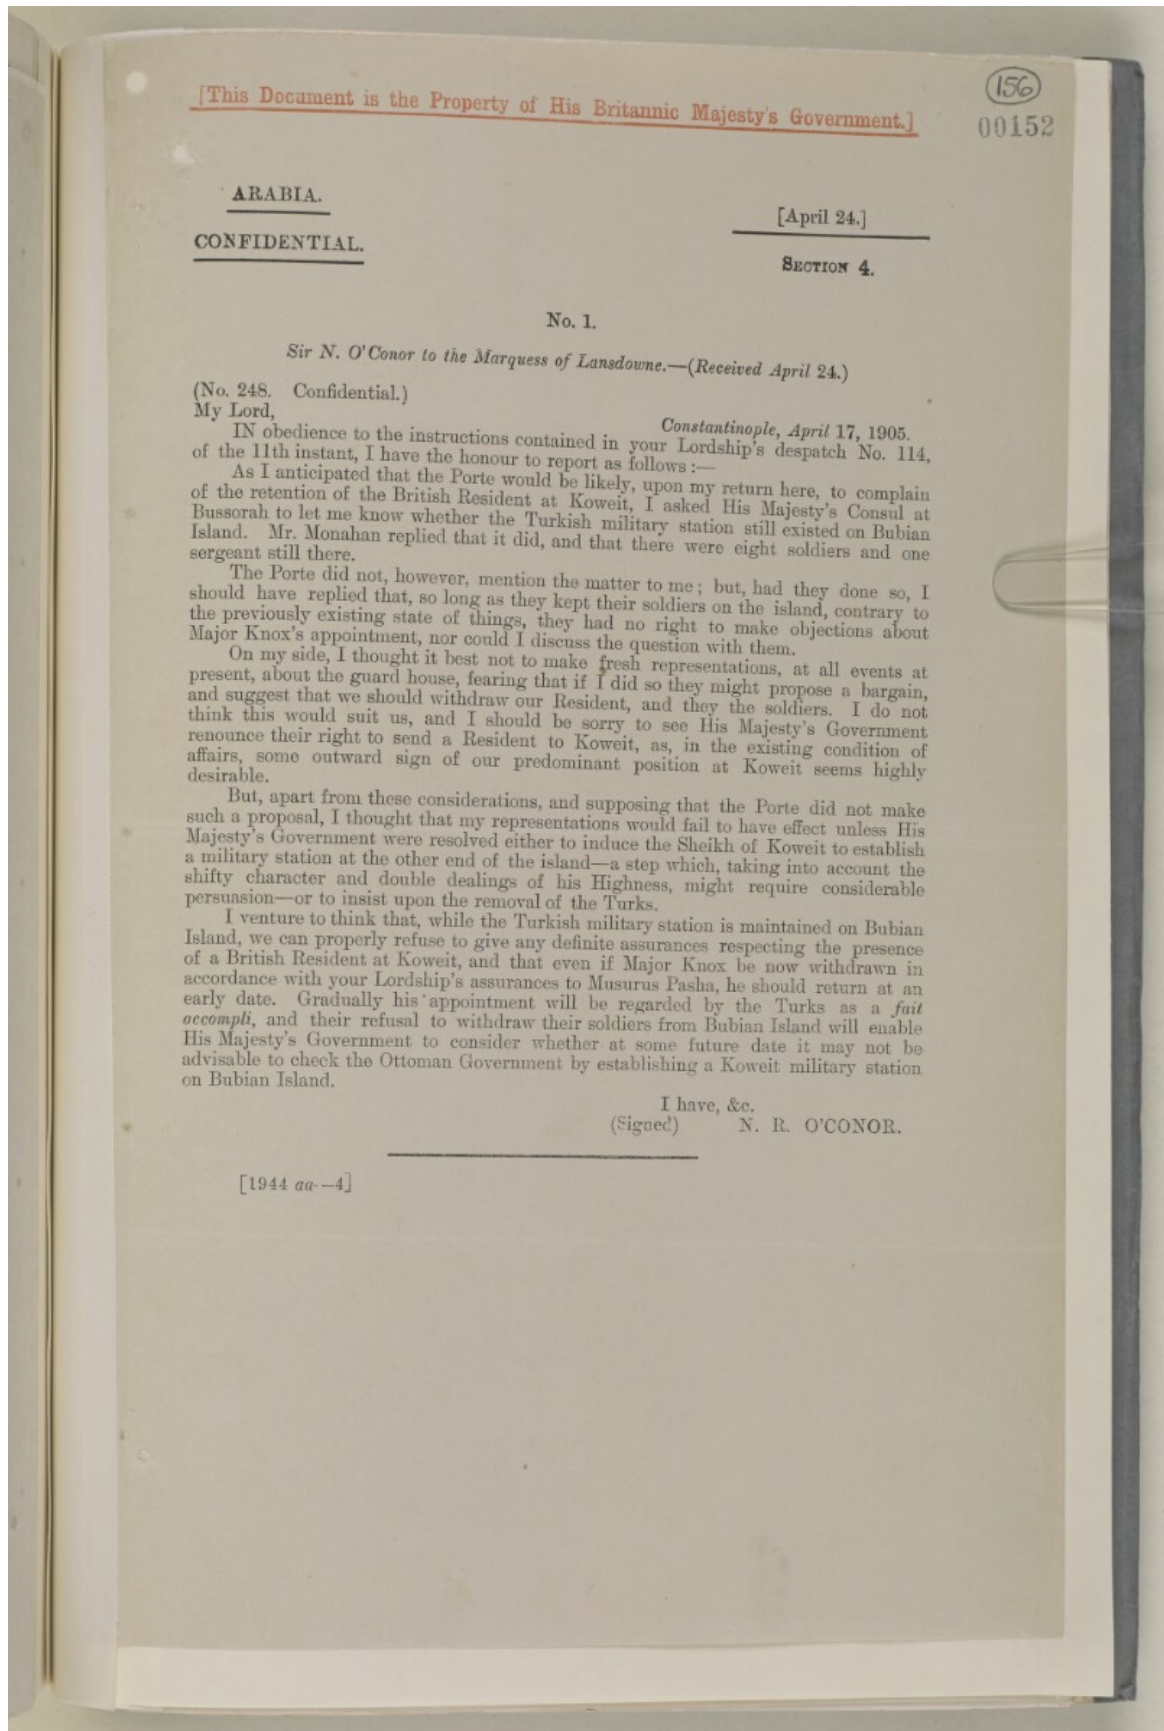 [This Document is the Property of His Britannic Majesty's Government.]
156
00152
ARABIA.
[April 24.]
CONFIDENTIAL.
SECTION 4.
No. 1.
Sir N. O'Conor to the Marquess of Lansdowne.—(Received April 24.)
(No. 248. Confidential.)
My Lord,
Constantinople, April 17, 1905.
IN obedience to the instructions contained in your Lordship's despatch No. 114,
of the 11th instant, I have the honour to report as follows :—
As I anticipated that the Porte would be likely, upon my return here, to complain
of the retention of the British Resident at Koweit, I asked His Majesty's Consul at
Bussorah to let me know whether the Turkish military station still existed on Bubian
Island. Mr. Monahan replied that it did, and that there were eight soldiers and one
sergeant still there.
The Porte did not, however, mention the matter to me; but, had they done so, I
should have replied that, so long as they kept their soldiers on the island, contrary to
the previously existing state of things, they had no right to make objections about
Major Knox's appointment, nor could I discuss the question with them.
On my side, I thought it best not to make fresh representations, at all events at
present, about the guard house, fearing that if I did so they might propose a bargain,
and suggest that we should withdraw our Resident, and they the soldiers. I do not
think this would suit us, and I should be sorry to see His Majesty's Government
renounce their right to send a Resident to Koweit, as, in the existing condition of
affairs, some outward sign of our predominant position at Koweit seems highly
desirable.
But, apart from these considerations, and supposing that the Porte did not make
such a proposal, I thought that my representations would fail to have effect unless His
Majesty's Government were resolved either to induce the Sheikh of Koweit to establish
a military station at the other end of the island—a step which, taking into account the
shifty character and double dealings of his Highness, might require considerable
persuasion—or to insist upon the removal of the Turks.
I venture to think that, while the Turkish military station is maintained on Bubian
Island, we can properly refuse to give any definite assurances respecting the presence
of a British Resident at Koweit, and that even if Major Knox be now withdrawn in
accordance with your Lordship's assurances to Musurus Pasha, he should return at an
early date. Gradually his appointment will be regarded by the Turks as a fait
accompli, and their refusal to withdraw their soldiers from Bubian Island will enable
His Majesty's Government to consider whether at some future date it may not be
advisable to check the Ottoman Government by establishing a Koweit military station
on Bubian Island.
I have, &c.
(Signed) N. R. O'CONOR.
[1944 aa—4]